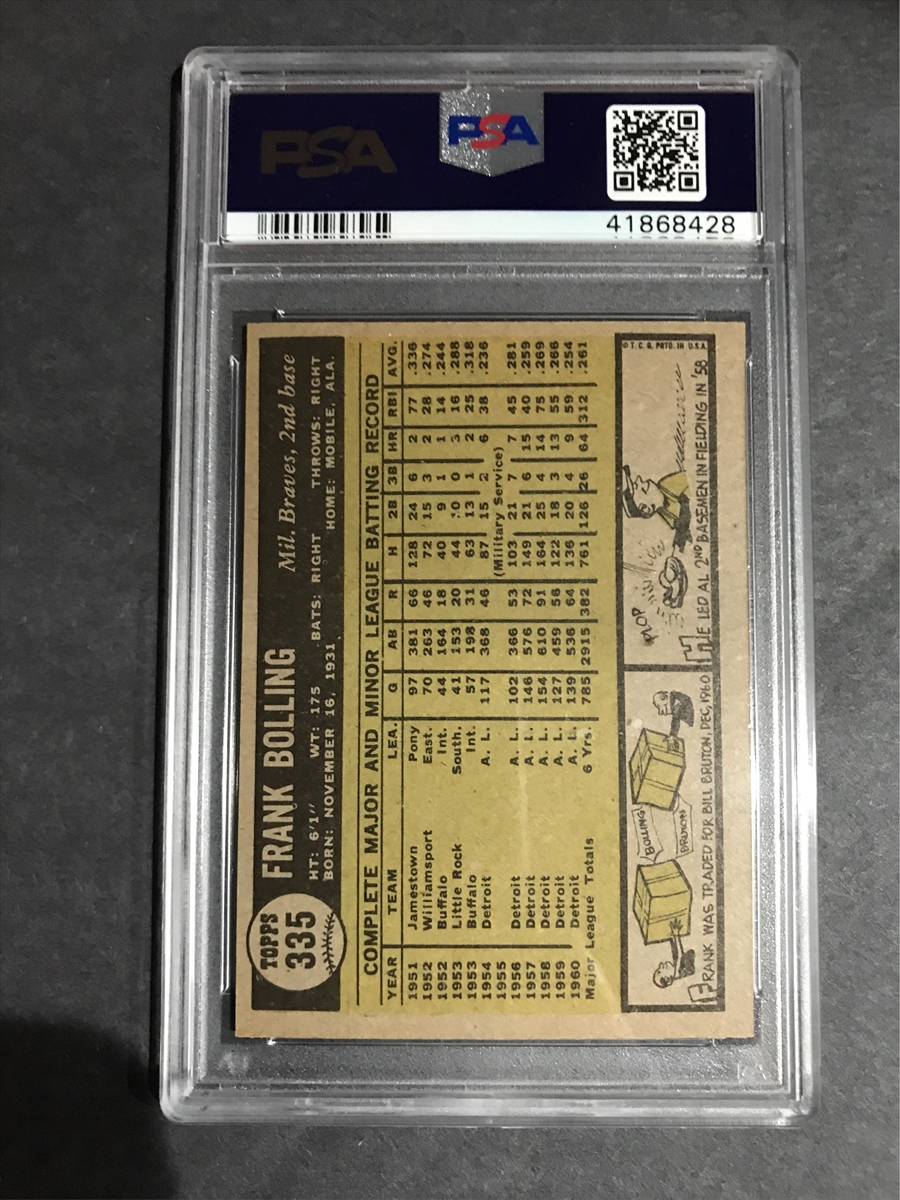 PSA
PSA
41868428
TOPPS
335
FRANK BOLLING
Mil. Braves, 2nd base
HT: 6'1" WT: 175 BATS: RIGHT THROWS: RIGHT
BORN: NOVEMBER 16, 1931 HOME: MOBILE, ALA.
COMPLETE MAJOR AND MINOR LEAGUE BATTING RECORD
YEAR TEAM LEA. G AB R H 2B 3B HR RBI AVG.
1951 Jamestown Pony 97 381 66 128 24 6 2 77 .336
1952 Williamsport East. 70 263 46 72 15 3 2 28 .274
1952 Buffalo Int. 44 164 18 40 9 1 1 14 .244
1953 Little Rock South. 41 153 20 44 10 0 3 16 .288
1953 Buffalo Int. 57 198 31 63 13 1 2 25 .318
1954 Detroit A. L. 117 368 46 87 15 2 6 38 .236
1955 (Military Service)
1956 Detroit A. L. 102 366 53 103 21 7 7 45 .281
1957 Detroit A. L. 146 576 72 149 21 6 15 40 .259
1958 Detroit A. L. 154 610 91 164 25 4 14 75 .269
1959 Detroit A. L. 127 459 56 122 18 3 13 55 .266
1960 Detroit A. L. 139 536 64 136 20 4 9 59 .254
Major League Totals 6 Yrs. 785 2915 382 761 126 26 64 312 .261
BOLLING
BRUTON
FRANK WAS TRADED FOR BILL BRUTON, DEC, 1960
PLOP
HE LED AL 2ND BASEMEN IN FIELDING IN '58
© T. C. G. PRTD. IN U.S.A.